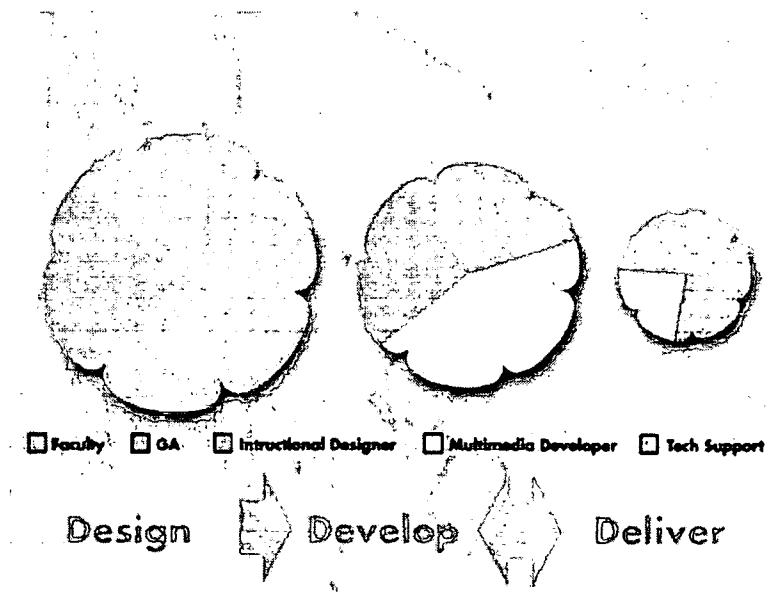 Faculty GA Intructional Designer Multimedia Developer Tech Support
Design Develop Deliver